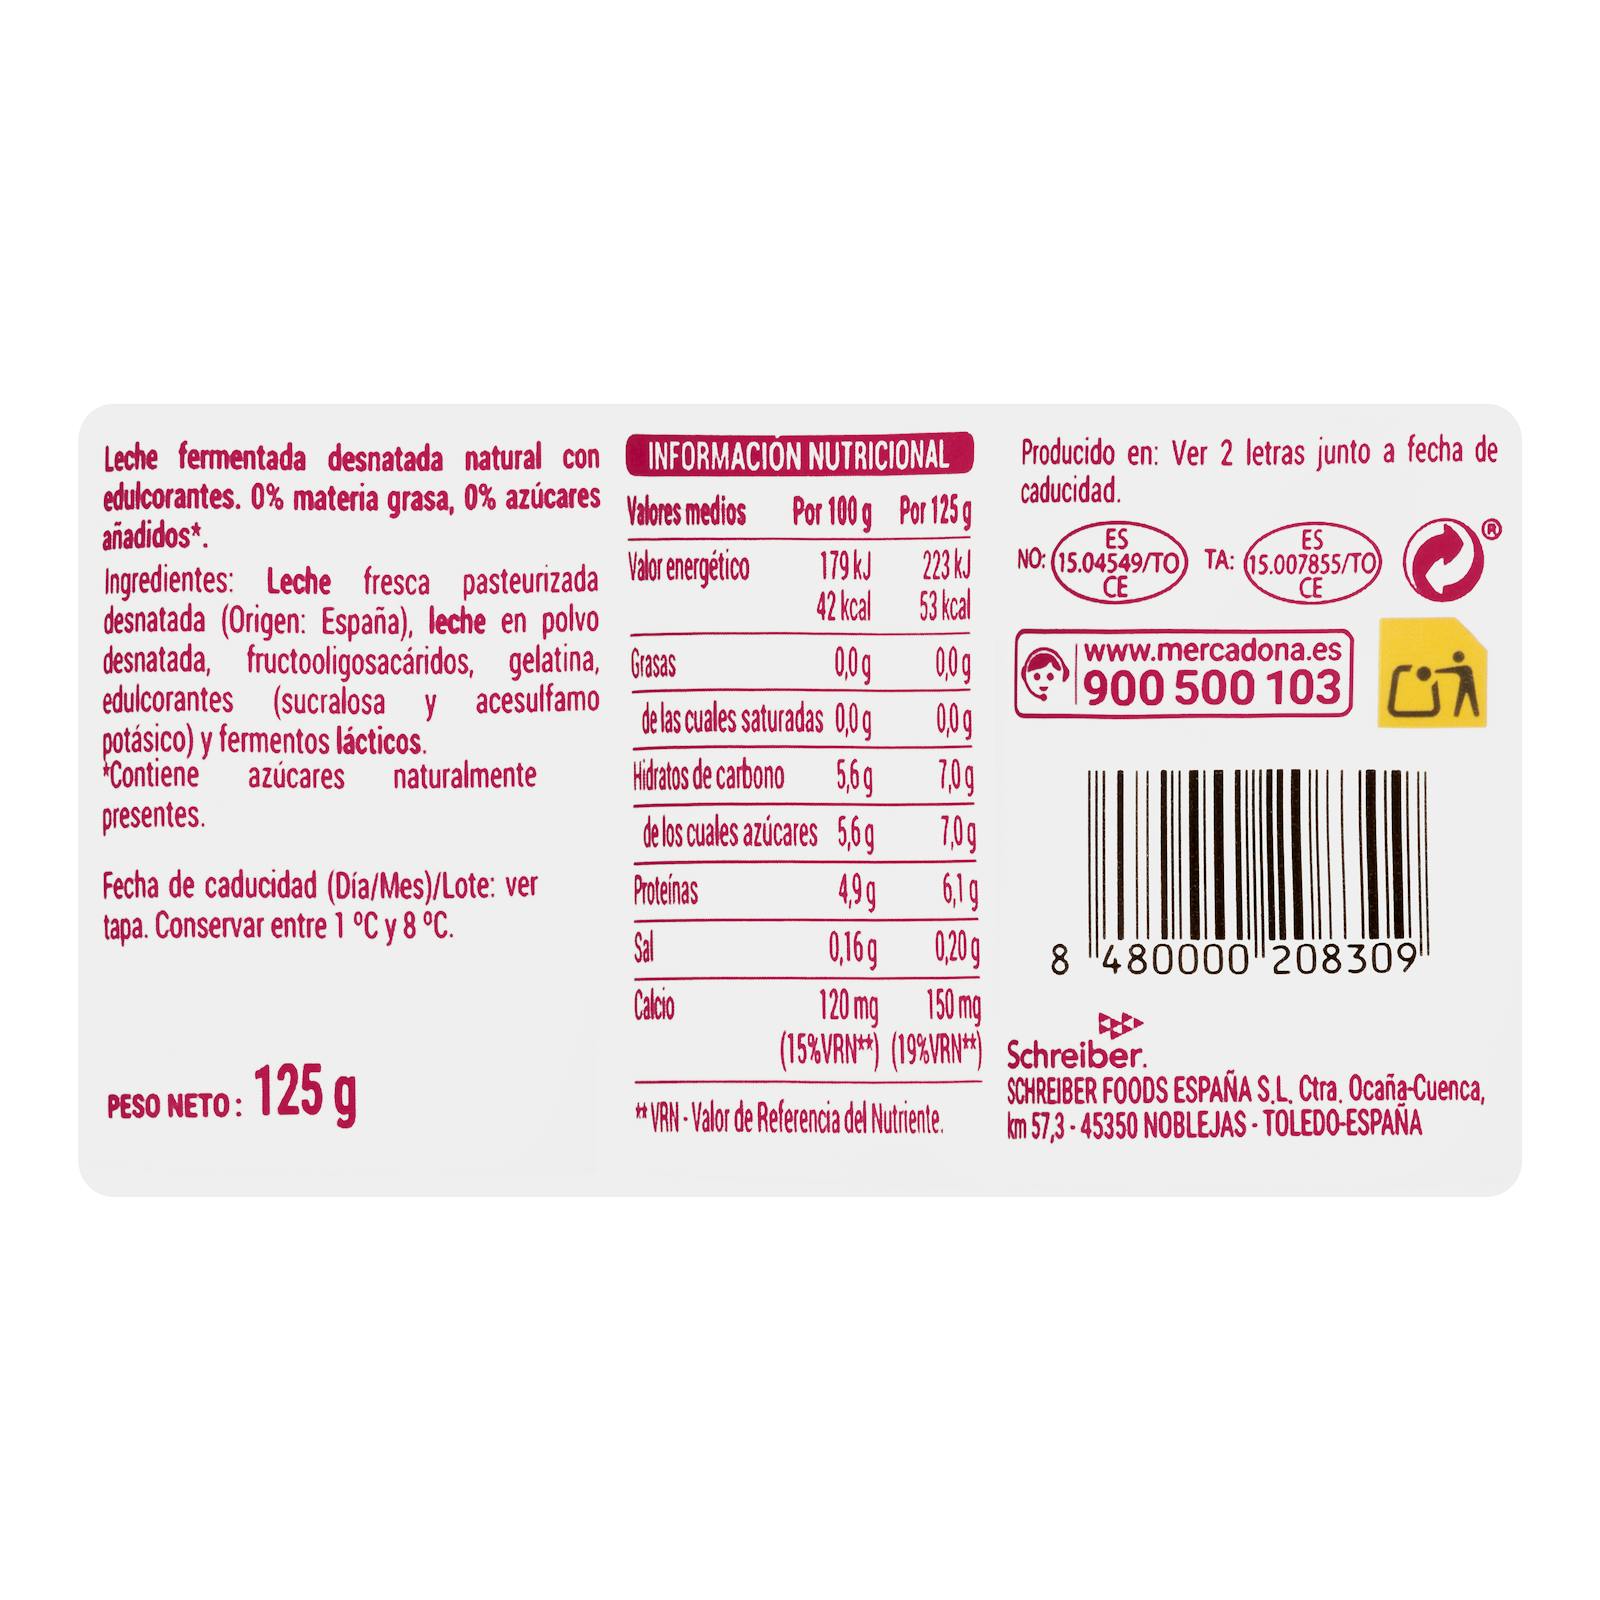 Leche fermentada desnatada natural con
edulcorantes. 0% materia grasa, 0% azúcares
añadidos*.
Ingredientes: Leche fresca pasteurizada
desnatada (Origen: España), leche en polvo
desnatada, fructooligosacáridos, gelatina,
edulcorantes (sucralosa y acesulfamo
potásico) y fermentos lácticos.
*Contiene azúcares naturalmente
presentes.
Fecha de caducidad (Día/Mes)/Lote: ver
tapa. Conservar entre 1 ºC y 8 ºC.
PESO NETO: 125 g
INFORMACIÓN NUTRICIONAL
Valores medios Por 100 g Por 125 g
Valor energético 179 kJ 223 kJ
42 kcal 53 kcal
Grasas 0,0 g 0,0 g
de las cuales saturadas 0,0 g 0,0 g
Hidratos de carbono 5,6 g 7,0 g
de los cuales azúcares 5,6 g 7,0 g
Proteínas 4,9 g 6,1 g
Sal 0,16 g 0,20 g
Calcio 120 mg 150 mg
(15%VRN**) (19%VRN**)
** VRN - Valor de Referencia del Nutriente.
Producido en: Ver 2 letras junto a fecha de
caducidad.
NO: ES 15.04549/TO CE TA: ES 15.007855/TO CE ®
www.mercadona.es
900 500 103
8 480000 208309
Schreiber.
SCHREIBER FOODS ESPAÑA S.L. Ctra. Ocaña-Cuenca,
km 57,3 - 45350 NOBLEJAS - TOLEDO-ESPAÑA